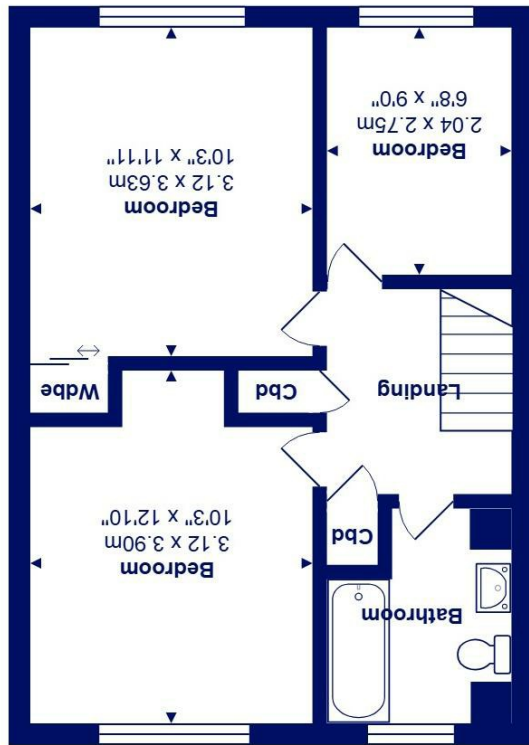 Bathroom
Bedroom
3.12 x 3.90m
10'3" x 12'10"
Cbd
Landing
Cbd
Wdbe
Bedroom
2.04 x 2.75m
6'8" x 9'0"
Bedroom
3.12 x 3.63m
10'3" x 11'11"